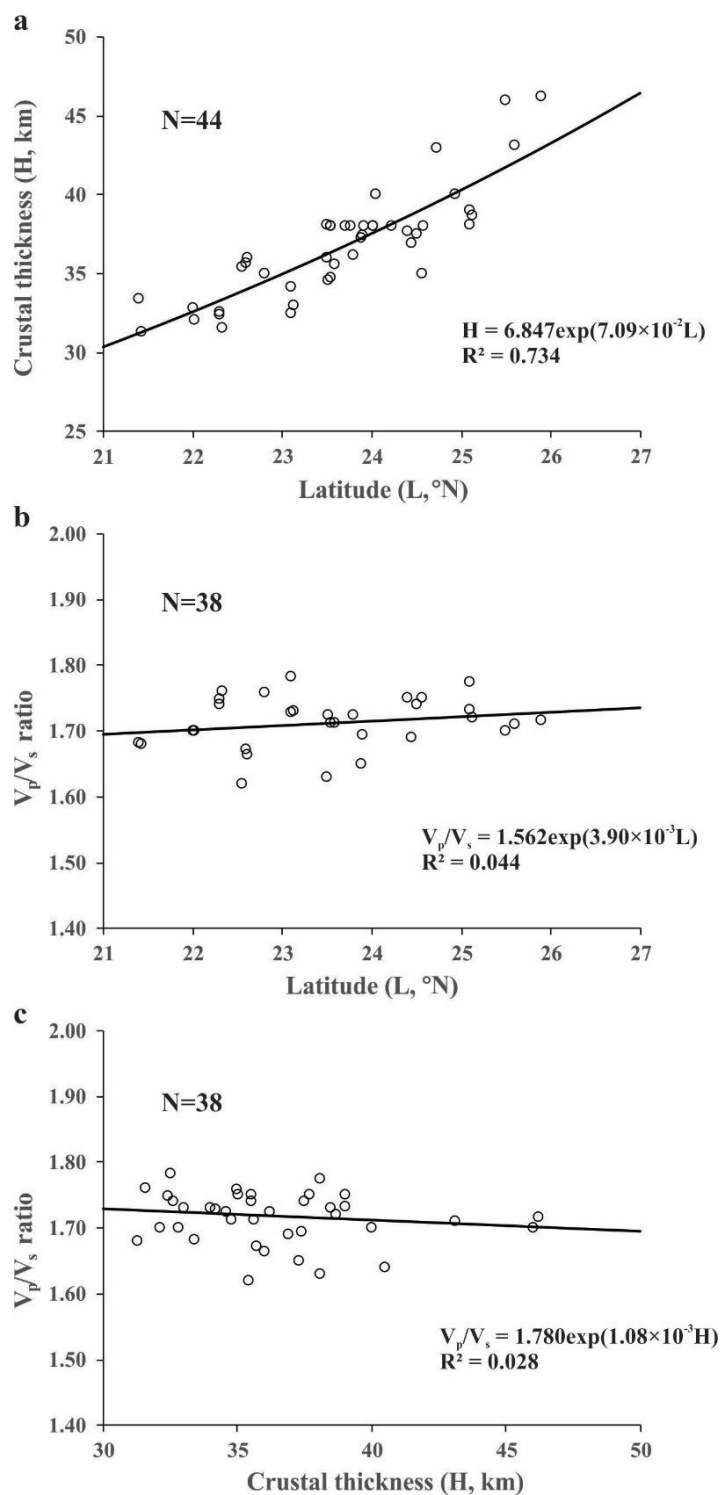 a
50
45
40
35
30
25
Crustal thickness (H, km)
N=44
H = 6.847exp(7.09×10⁻²L)
R² = 0.734
21 22 23 24 25 26 27
Latitude (L, °N)
b
2.00
1.90
1.80
1.70
1.60
1.50
1.40
Vₚ/Vₛ ratio
N=38
Vₚ/Vₛ = 1.562exp(3.90×10⁻³L)
R² = 0.044
21 22 23 24 25 26 27
Latitude (L, °N)
c
2.00
1.90
1.80
1.70
1.60
1.50
1.40
Vₚ/Vₛ ratio
N=38
Vₚ/Vₛ = 1.780exp(1.08×10⁻³H)
R² = 0.028
30 35 40 45 50
Crustal thickness (H, km)